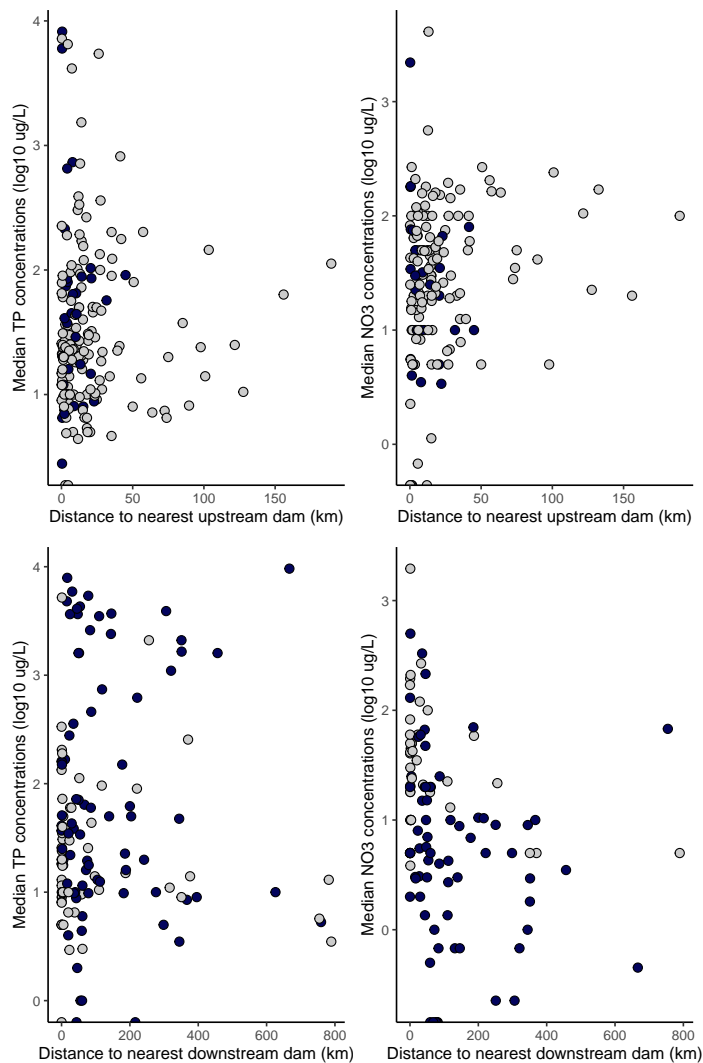 Median TP concentrations (log10 ug/L)
4
3
2
1
0 50 100 150
Distance to nearest upstream dam (km)
Median NO3 concentrations (log10 ug/L)
3
2
1
0
0 50 100 150
Distance to nearest upstream dam (km)
Median TP concentrations (log10 ug/L)
4
3
2
1
0
0 200 400 600 800
Distance to nearest downstream dam (km)
Median NO3 concentrations (log10 ug/L)
3
2
1
0
0 200 400 600 800
Distance to nearest downstream dam (km)